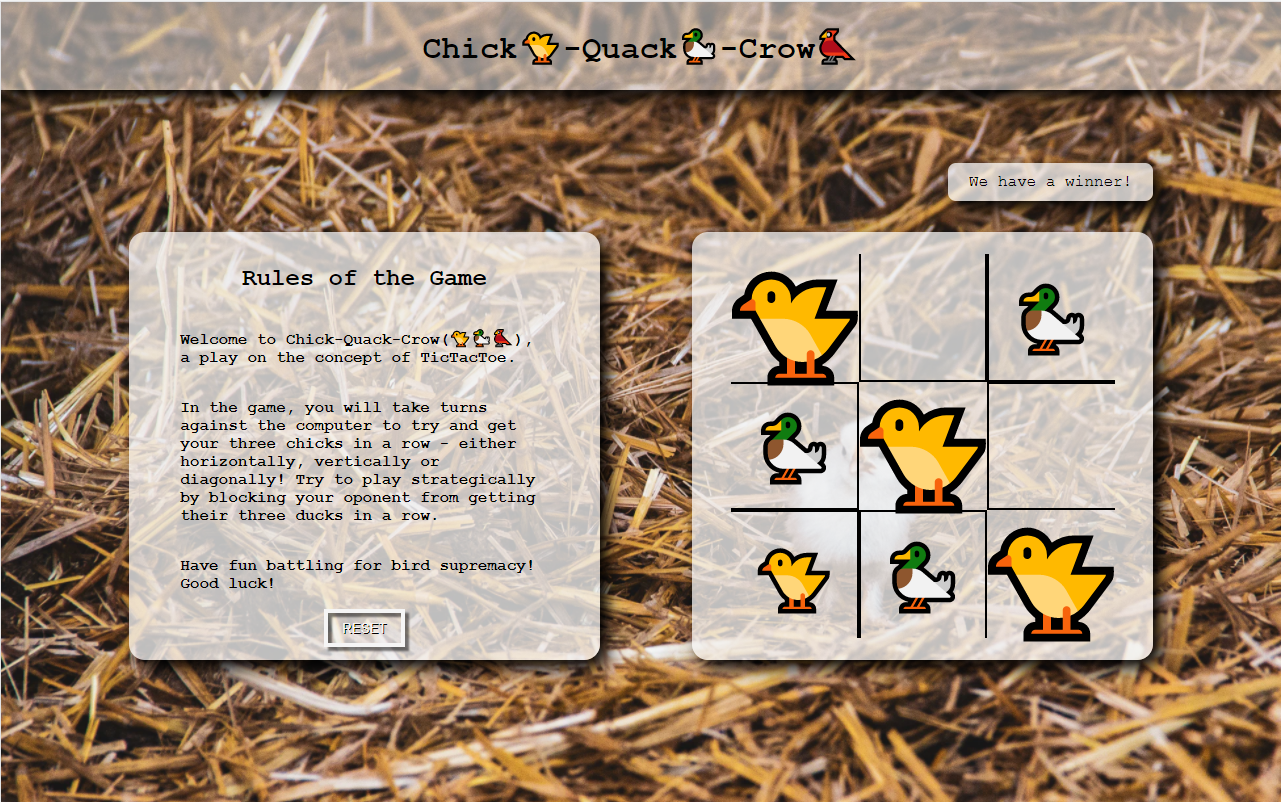 Chick🐤-Quack🦆-Crow🐦
We have a winner!
Rules of the Game
Welcome to Chick-Quack-Crow(🐤🦆🐦),
a play on the concept of TicTacToe.
In the game, you will take turns
against the computer to try and get
your three chicks in a row - either
horizontally, vertically or
diagonally! Try to play strategically
by blocking your oponent from getting
their three ducks in a row.
Have fun battling for bird supremacy!
Good luck!
RESET